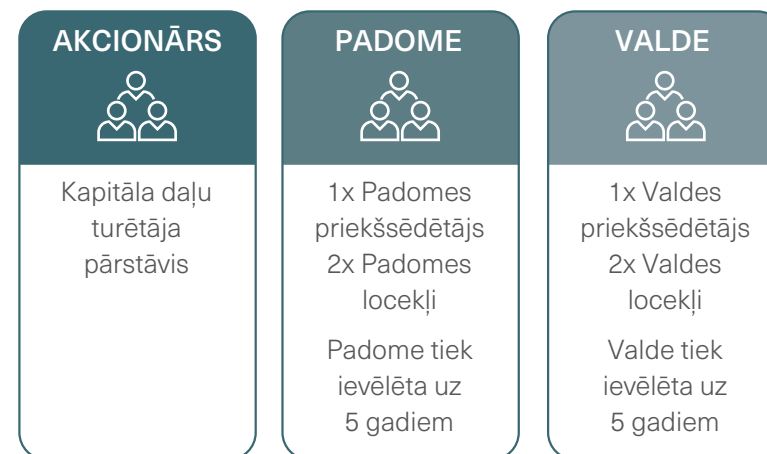 AKCIONĀRS
Kapitāla daļu
turētāja
pārstāvis
PADOME
1x Padomes
priekšsēdētājs
2x Padomes
locekļi
Padome tiek
ievēlēta uz
5 gadiem
VALDE
1x Valdes
priekšsēdētājs
2x Valdes
locekļi
Valde tiek
ievēlēta uz
5 gadiem